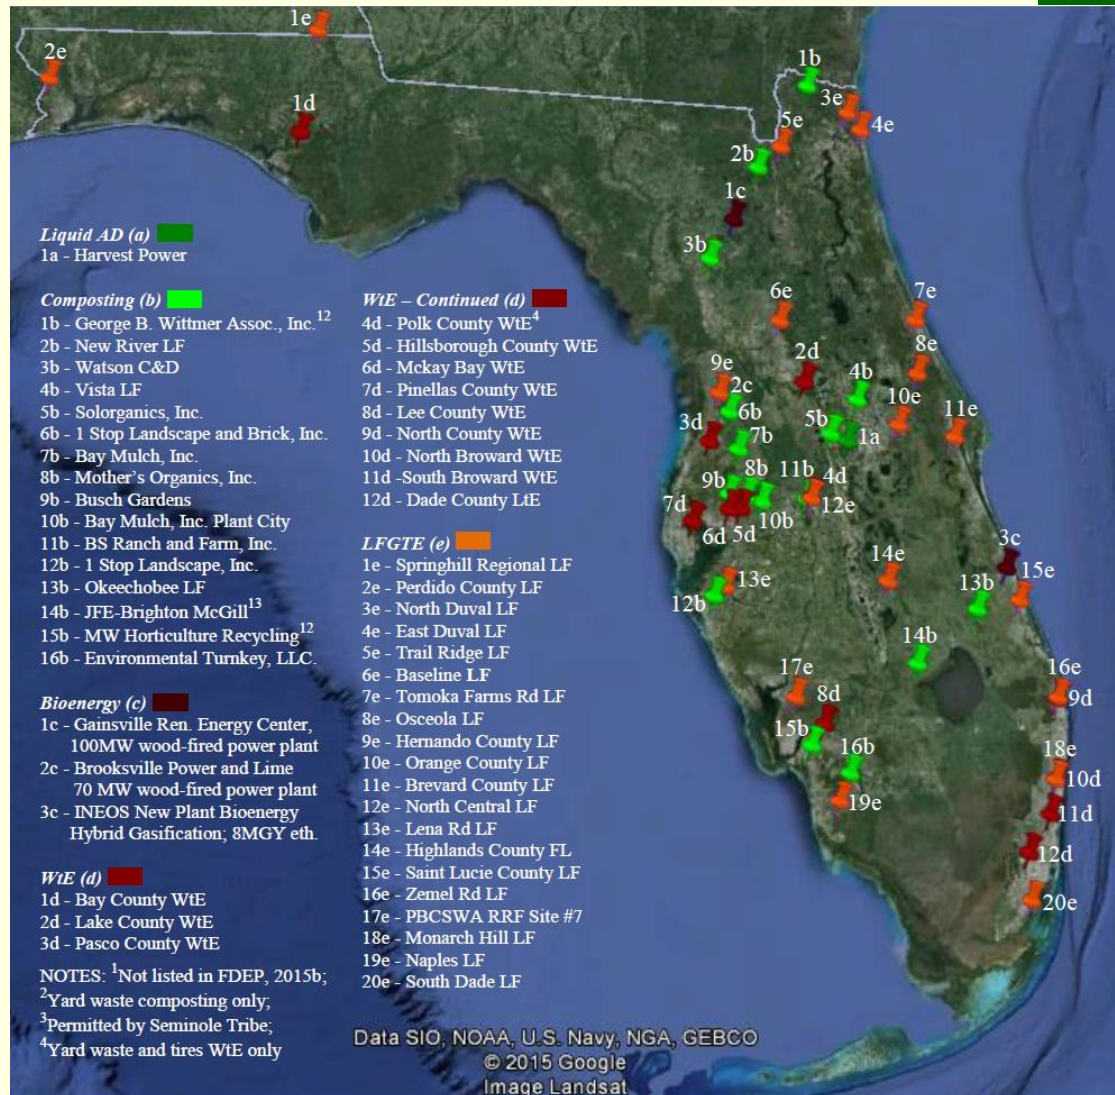 1e
2e
1d
1b
3e
4e
5e
2b
1c
3b
6e
7e
2d
8e
9e
4b
2c
10e
6b
11e
3d
5b
1a
7b
8b
11b
4d
9b
7d
10b
12e
6d
5d
3c
14e
15e
13e
13b
12b
14b
17e
16e
8d
9d
15b
16b
18e
10d
19e
11d
12d
20e
Liquid AD (a)
1a - Harvest Power
Composting (b)
1b - George B. Wittmer Assoc., Inc.12
2b - New River LF
3b - Watson C&D
4b - Vista LF
5b - Solorganics, Inc.
6b - 1 Stop Landscape and Brick, Inc.
7b - Bay Mulch, Inc.
8b - Mother's Organics, Inc.
9b - Busch Gardens
10b - Bay Mulch, Inc. Plant City
11b - BS Ranch and Farm, Inc.
12b - 1 Stop Landscape, Inc.
13b - Okeechobee LF
14b - JFE-Brighton McGill13
15b - MW Horticulture Recycling12
16b - Environmental Turnkey, LLC.
Bioenergy (c)
1c - Gainsville Ren. Energy Center,
100MW wood-fired power plant
2c - Brooksville Power and Lime
70 MW wood-fired power plant
3c - INEOS New Plant Bioenergy
Hybrid Gasification; 8MGY eth.
WtE (d)
1d - Bay County WtE
2d - Lake County WtE
3d - Pasco County WtE
NOTES: 1Not listed in FDEP, 2015b;
2Yard waste composting only;
3Permitted by Seminole Tribe;
4Yard waste and tires WtE only
WtE – Continued (d)
4d - Polk County WtE4
5d - Hillsborough County WtE
6d - Mckay Bay WtE
7d - Pinellas County WtE
8d - Lee County WtE
9d - North County WtE
10d - North Broward WtE
11d -South Broward WtE
12d - Dade County LtE
LFGTE (e)
1e - Springhill Regional LF
2e - Perdido County LF
3e - North Duval LF
4e - East Duval LF
5e - Trail Ridge LF
6e - Baseline LF
7e - Tomoka Farms Rd LF
8e - Osceola LF
9e - Hernando County LF
10e - Orange County LF
11e - Brevard County LF
12e - North Central LF
13e - Lena Rd LF
14e - Highlands County FL
15e - Saint Lucie County LF
16e - Zemel Rd LF
17e - PBCSWA RRF Site #7
18e - Monarch Hill LF
19e - Naples LF
20e - South Dade LF
Data SIO, NOAA, U.S. Navy, NGA, GEBCO
© 2015 Google
Image Landsat